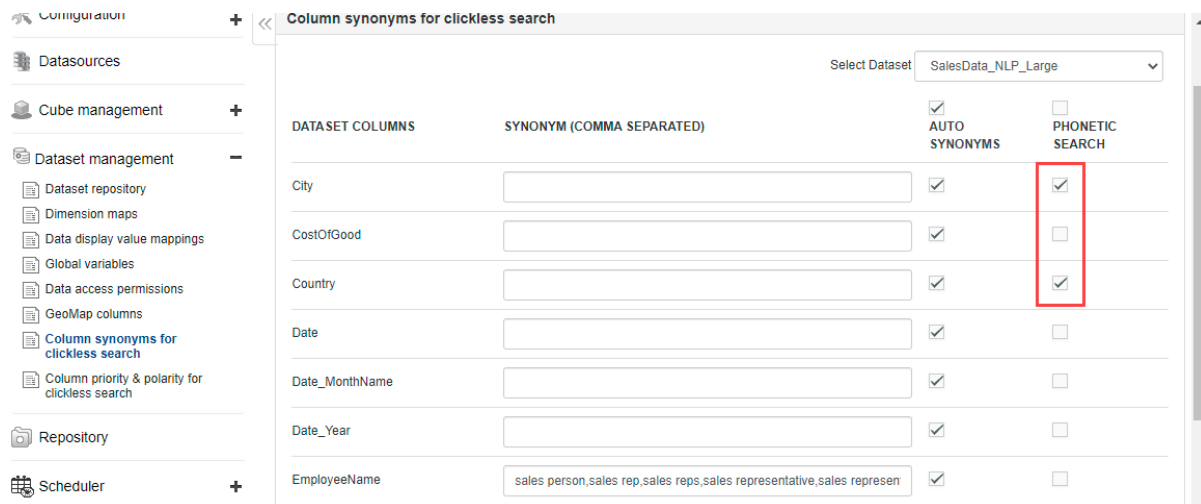 Configuration
Datasources
Cube management
Dataset management
Dataset repository
Dimension maps
Data display value mappings
Global variables
Data access permissions
GeoMap columns
Column synonyms for
clickless search
Column priority & polarity for
clickless search
Repository
Scheduler
Column synonyms for clickless search
Select Dataset SalesData_NLP_Large
DATASET COLUMNS SYNONYM (COMMA SEPARATED) AUTO SYNONYMS PHONETIC SEARCH
City
CostOfGood
Country
Date
Date_MonthName
Date_Year
EmployeeName sales person,sales rep,sales reps,sales representative,sales represen